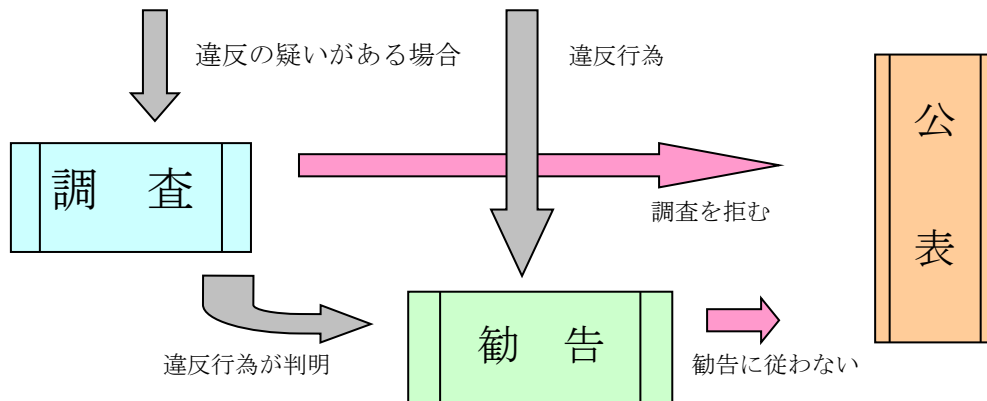 違反の疑いがある場合
違反行為
公表
調査
調査を拒む
勧告
違反行為が判明
勧告に従わない